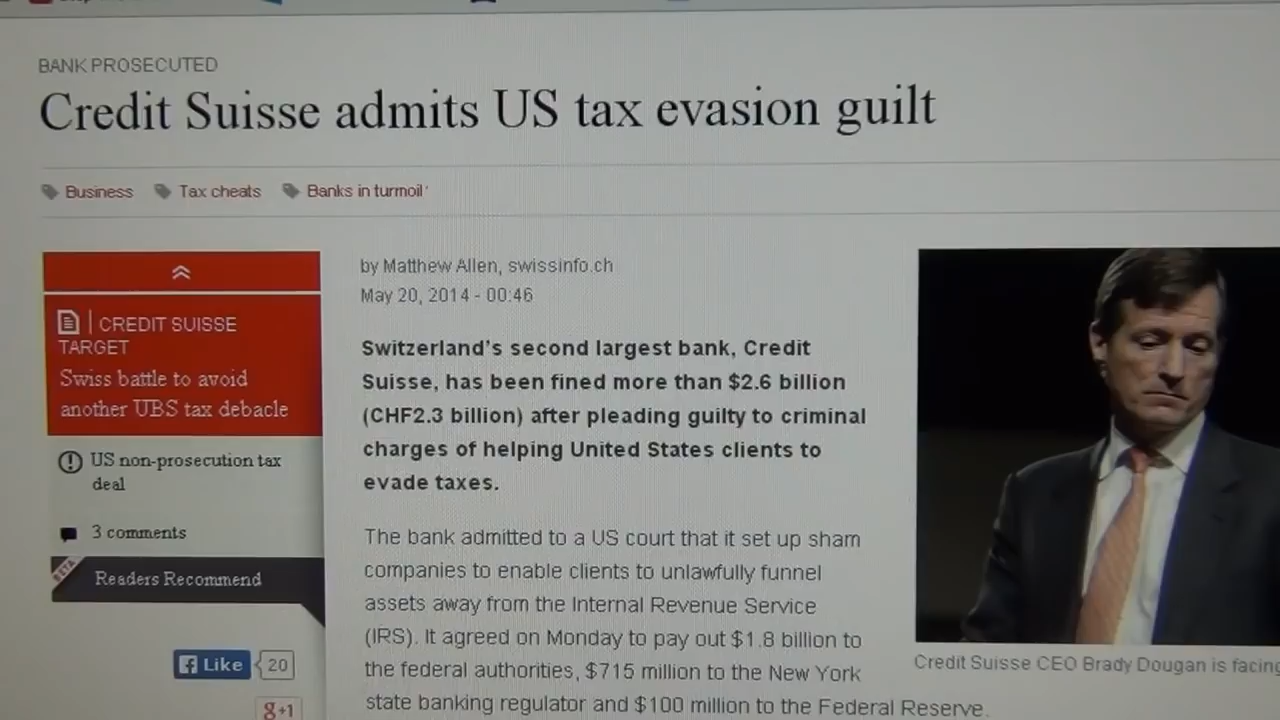 BANK PROSECUTED
Credit Suisse admits US tax evasion guilt
Business Tax cheats Banks in turmoil
CREDIT SUISSE
TARGET
Swiss battle to avoid
another UBS tax debacle
US non-prosecution tax
deal
3 comments
BETA
Readers Recommend
Like 20
g+1
by Matthew Allen, swissinfo.ch
May 20, 2014 - 00:46
Switzerland's second largest bank, Credit
Suisse, has been fined more than $2.6 billion
(CHF2.3 billion) after pleading guilty to criminal
charges of helping United States clients to
evade taxes.
The bank admitted to a US court that it set up sham
companies to enable clients to unlawfully funnel
assets away from the Internal Revenue Service
(IRS). It agreed on Monday to pay out $1.8 billion to
the federal authorities, $715 million to the New York
state banking regulator and $100 million to the Federal Reserve.
Credit Suisse CEO Brady Dougan is facing